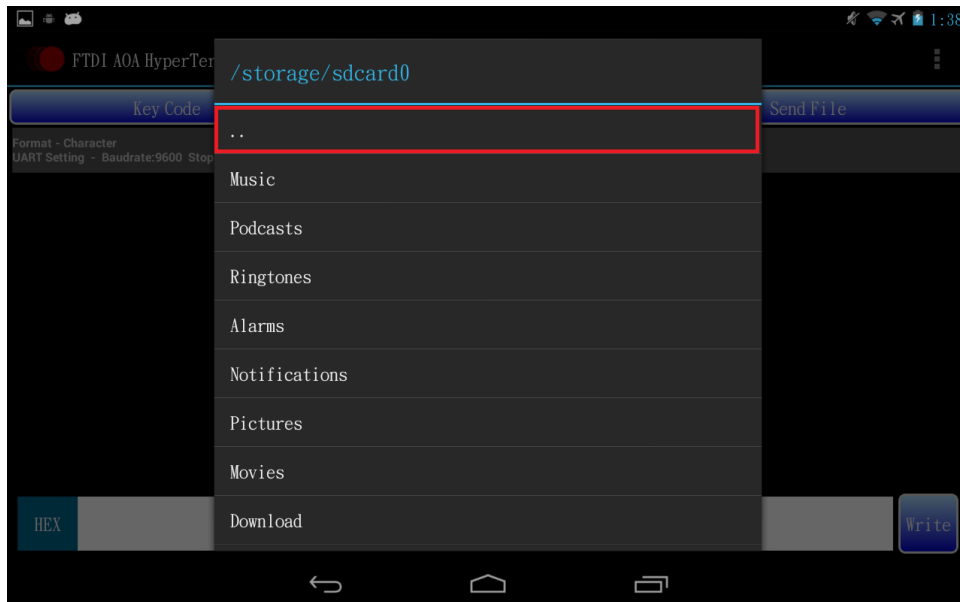 1:38
FTDI AOA HyperTer
/storage/sdcard0
Key Code
Send File
..
Format - Character
UART Setting - Baudrate:9600 Stop
Music
Podcasts
Ringtones
Alarms
Notifications
Pictures
Movies
Download
HEX
Write